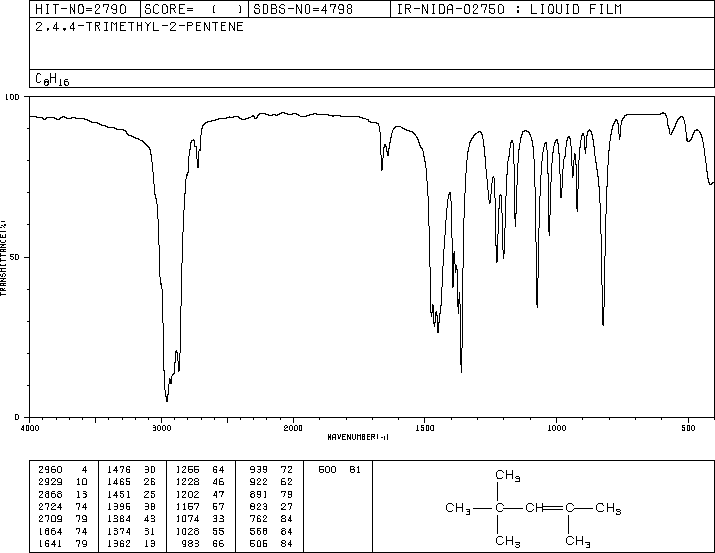 HIT-NO=2790 SCORE= ( ) SDBS-NO=4798 IR-NIDA-02750 : LIQUID FILM
2,4,4-TRIMETHYL-2-PENTENE
C8H16
100
50
0
TRANSMITTANCE(%)
4000 3000 2000 1500 1000 500
WAVENUMBER(-1)
2960 4 1476 30 1255 64 939 72 500 81
2929 10 1465 26 1228 46 922 62
2868 13 1451 25 1202 47 891 79
2724 74 1395 38 1157 57 823 27
2709 79 1384 43 1074 33 762 84
1664 74 1374 31 1028 55 568 84
1641 79 1362 13 983 66 506 84
CH3
CH3 CH CH3
CH3 CH3